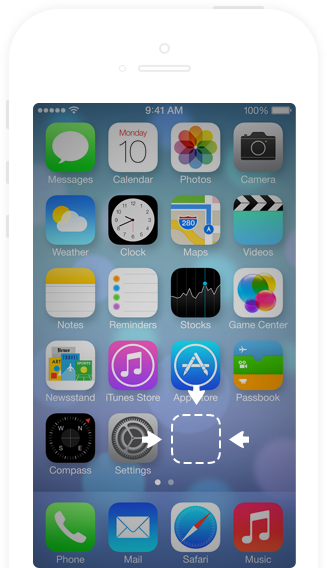 9:41 AM 100%
Monday
10
Messages Calendar Photos Camera
280
Weather Clock Maps Videos
Notes Reminders Stocks Game Center
Newsstand iTunes Store App Store Passbook
N
W E
S
Compass Settings
Phone Mail Safari Music